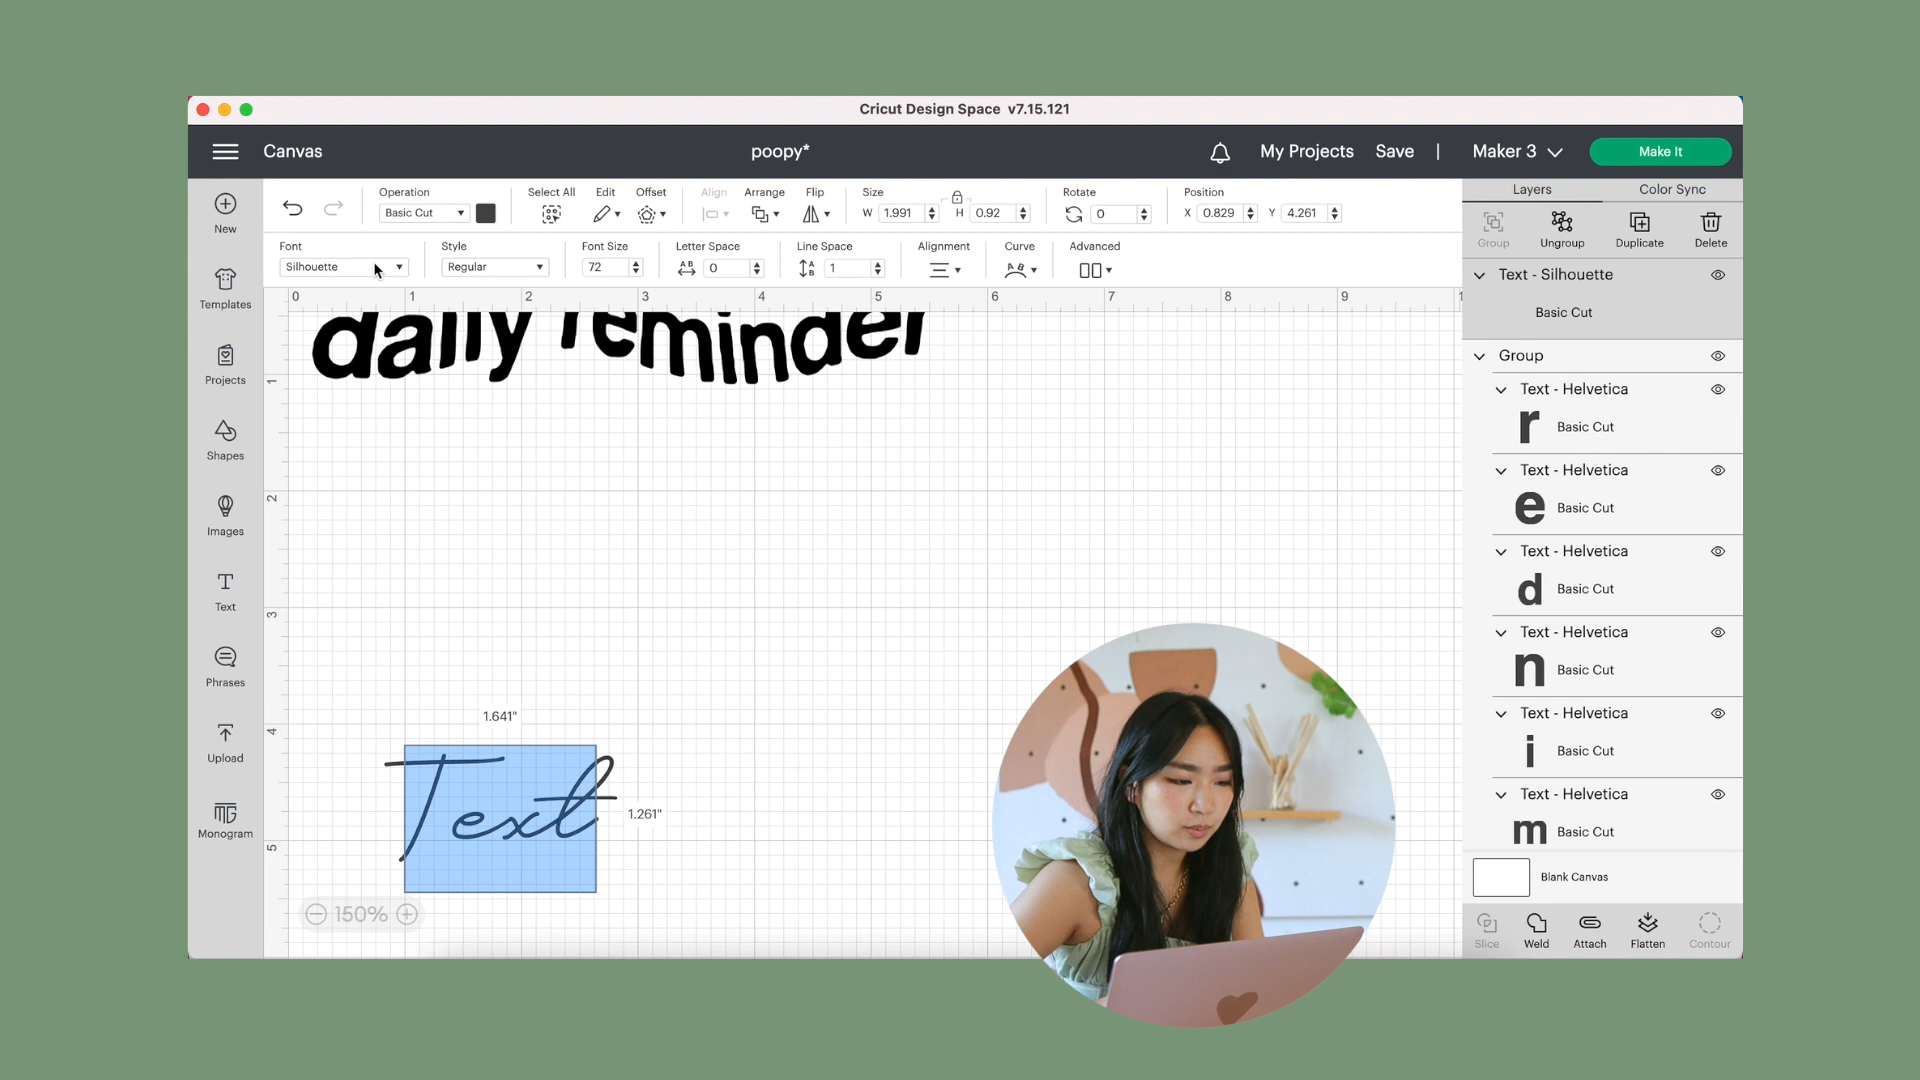 Cricut Design Space v7.15.121
Canvas
poopy*
My Projects
Save
|
Maker 3
Make It
Operation
Basic Cut
Select All
Edit
Offset
Align
Arrange
Flip
Size
W 1.991
H 0.92
Rotate
0
Position
X 0.829
Y 4.261
Font
Silhouette
Style
Regular
Font Size
72
Letter Space
0
Line Space
1
Alignment
Curve
Advanced
New
Templates
Projects
Shapes
Images
Text
Phrases
Upload
Monogram
0 1 2 3 4 5 6 7 8 9 1
1
2
3
4
5
daily reminder
1.641"
Text
1.261"
150%
Layers
Color Sync
Group
Ungroup
Duplicate
Delete
Text - Silhouette
Basic Cut
Group
Text - Helvetica
r Basic Cut
Text - Helvetica
e Basic Cut
Text - Helvetica
d Basic Cut
Text - Helvetica
n Basic Cut
Text - Helvetica
i Basic Cut
Text - Helvetica
m Basic Cut
Blank Canvas
Slice
Weld
Attach
Flatten
Contour